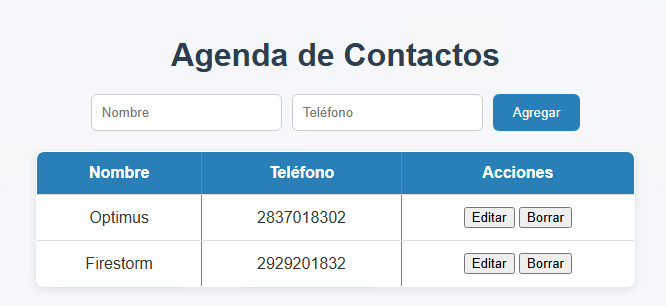 Agenda de Contactos
Nombre Teléfono Agregar
Nombre Teléfono Acciones
Optimus 2837018302 Editar Borrar
Firestorm 2929201832 Editar Borrar